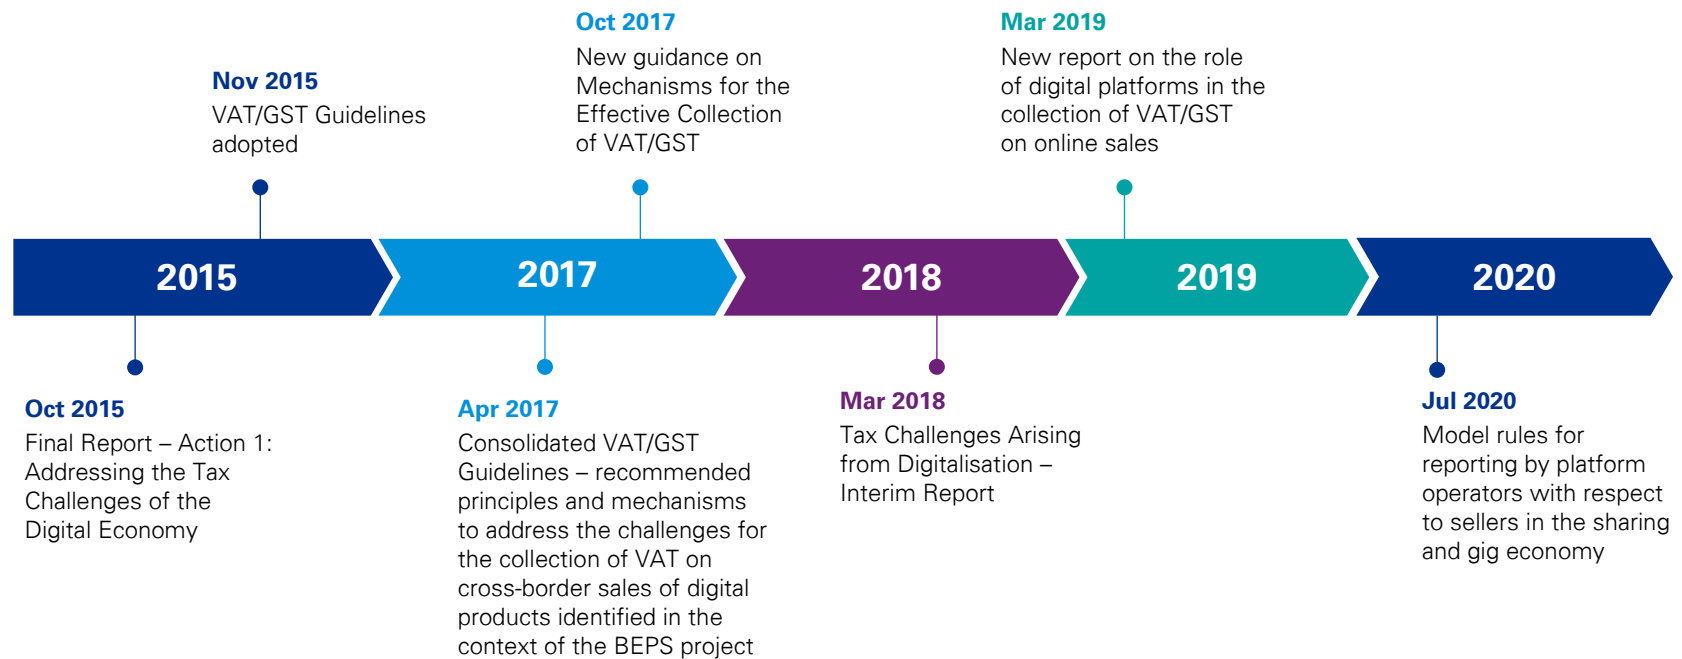 Oct 2017
New guidance on
Mechanisms for the
Effective Collection
of VAT/GST
Mar 2019
New report on the role
of digital platforms in the
collection of VAT/GST
on online sales
Nov 2015
VAT/GST Guidelines
adopted
2015
2017
2018
2019
2020
Oct 2015
Final Report – Action 1:
Addressing the Tax
Challenges of the
Digital Economy
Apr 2017
Consolidated VAT/GST
Guidelines – recommended
principles and mechanisms
to address the challenges for
the collection of VAT on
cross-border sales of digital
products identified in the
context of the BEPS project
Mar 2018
Tax Challenges Arising
from Digitalisation –
Interim Report
Jul 2020
Model rules for
reporting by platform
operators with respect
to sellers in the sharing
and gig economy